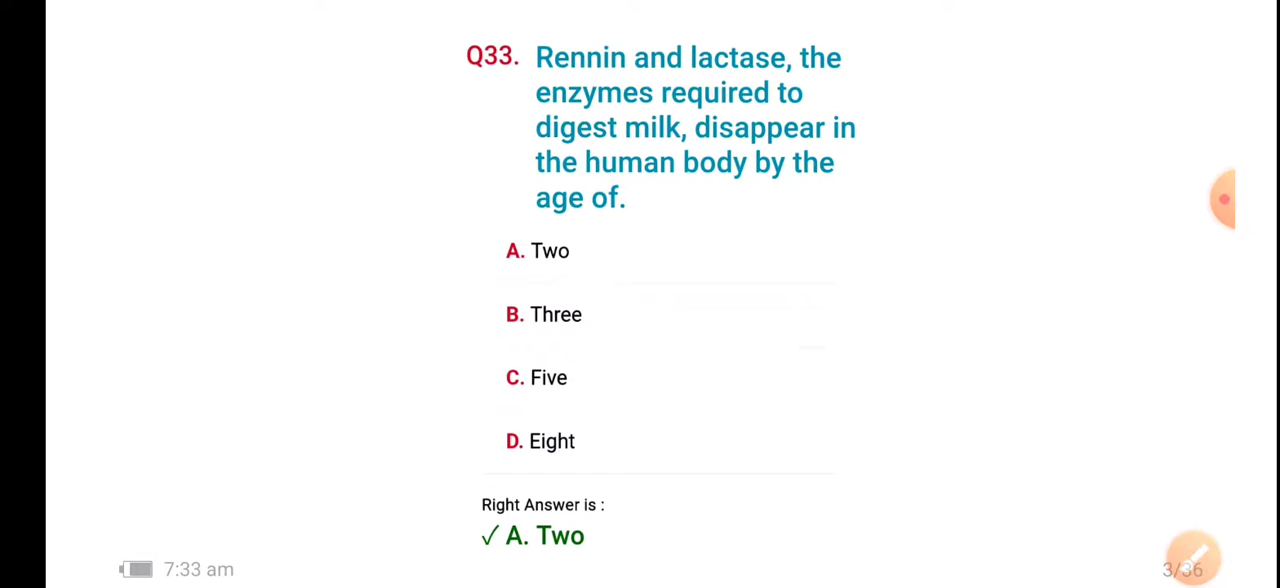 Q33. Rennin and lactase, the
enzymes required to
digest milk, disappear in
the human body by the
age of.
A. Two
B. Three
C. Five
D. Eight
Right Answer is :
✓ A. Two
7:33 am
3/36